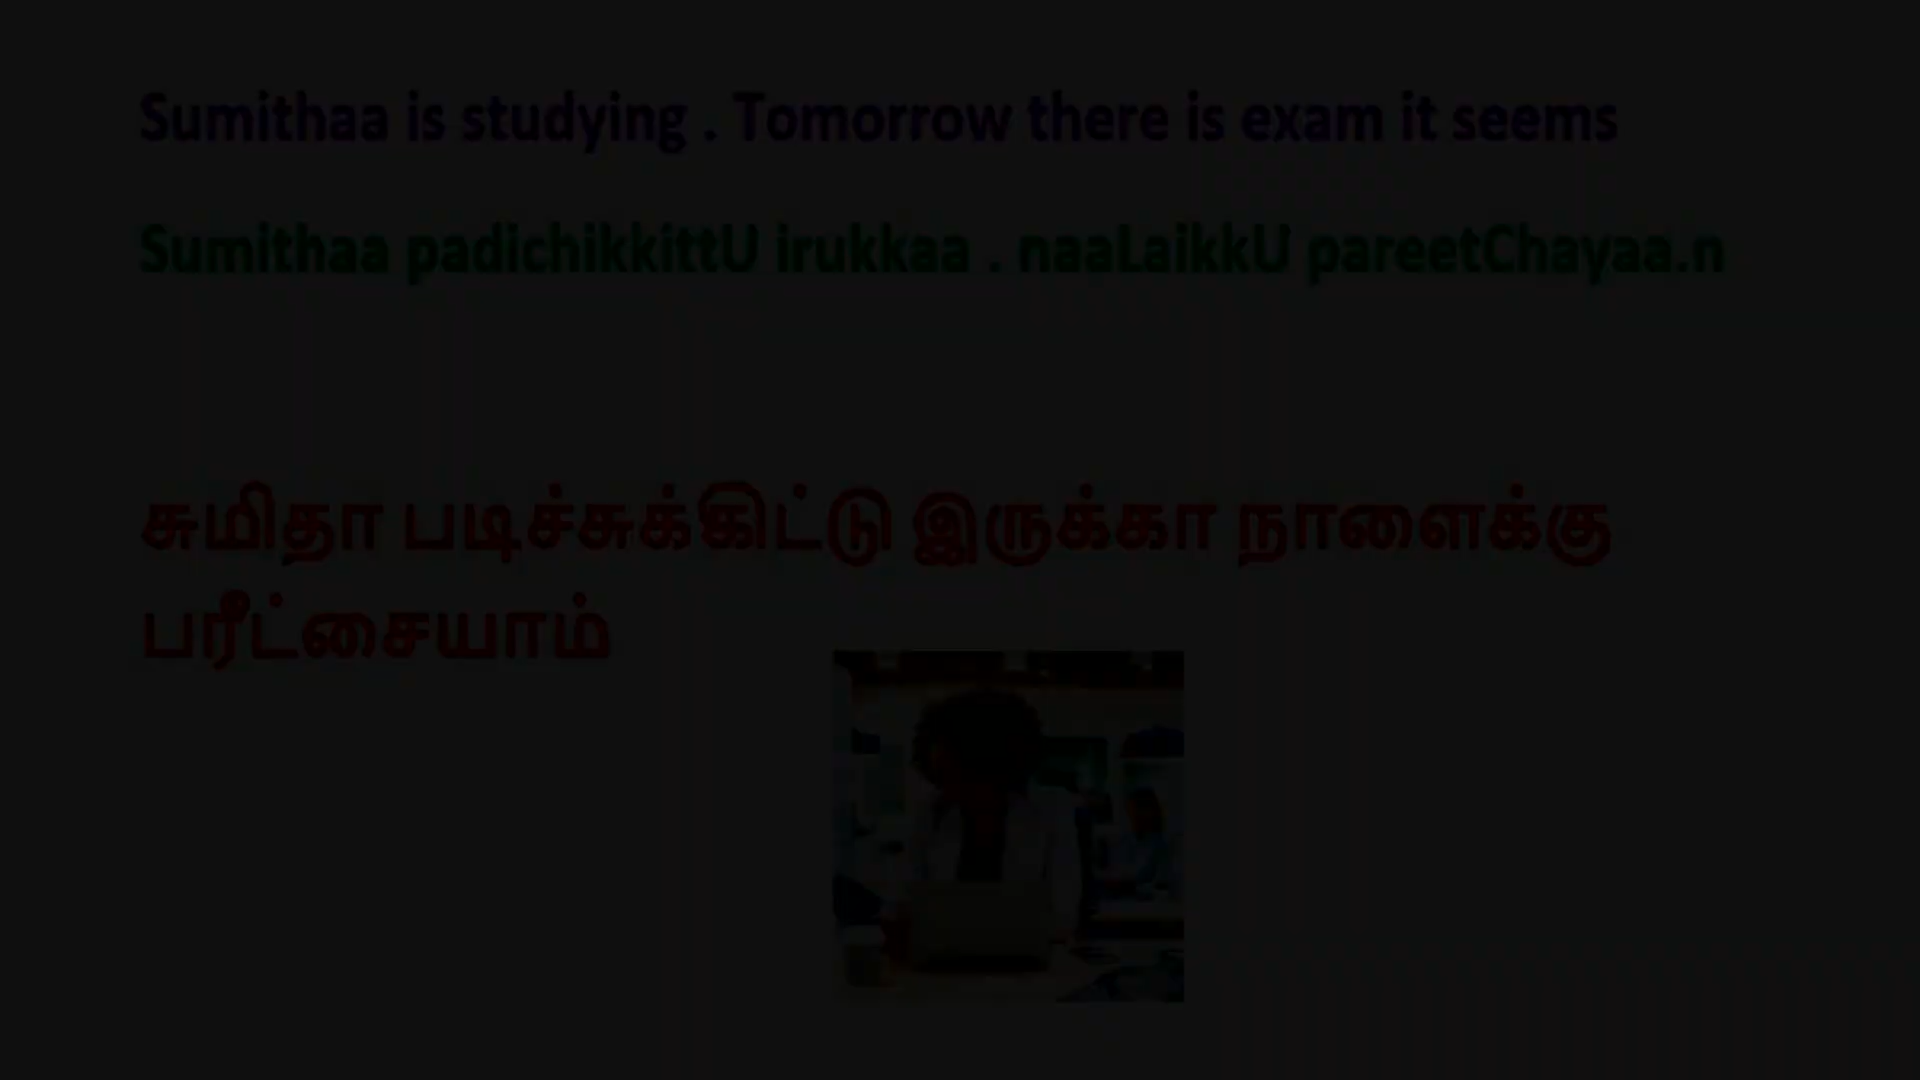 Sumithaa is studying . Tomorrow there is exam it seems
Sumithaa padichikkittU irukkaa . naaLaikkU pareetChayaa.n
சுமிதா படிச்சுக்கிட்டு இருக்கா நாளைக்கு
பரீட்சையாம்